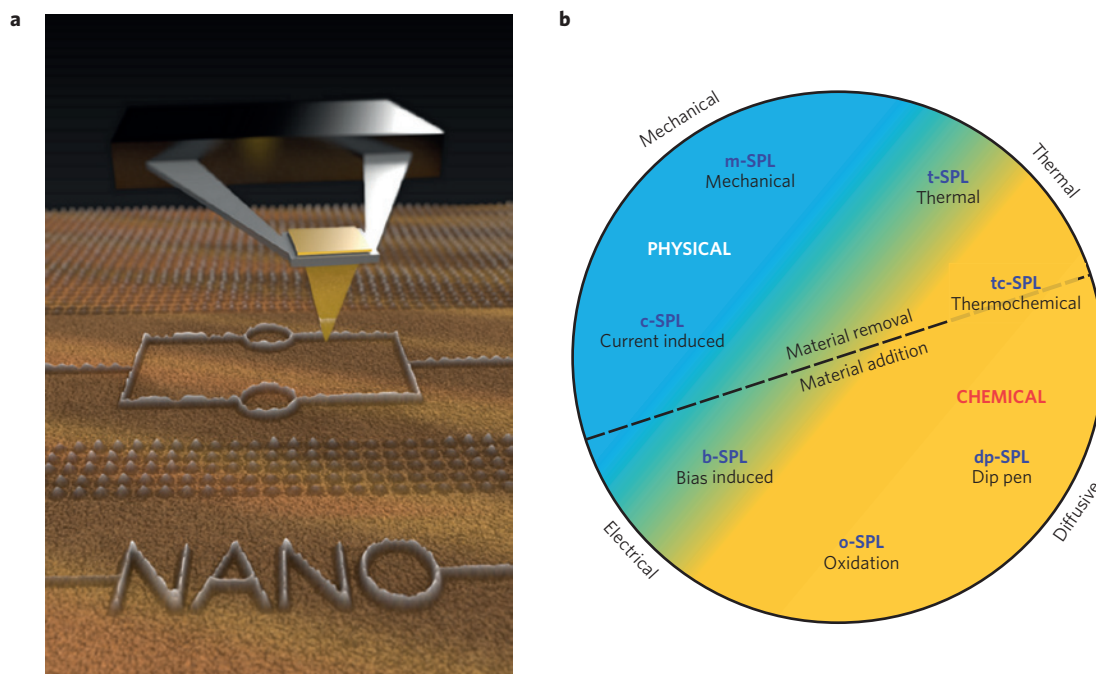 a
NANO
b
Mechanical
Thermal
m-SPL
Mechanical
t-SPL
Thermal
PHYSICAL
tc-SPL
Thermochemical
c-SPL
Current induced
Material removal
Material addition
CHEMICAL
b-SPL
Bias induced
dp-SPL
Dip pen
Electrical
o-SPL
Oxidation
Diffusive